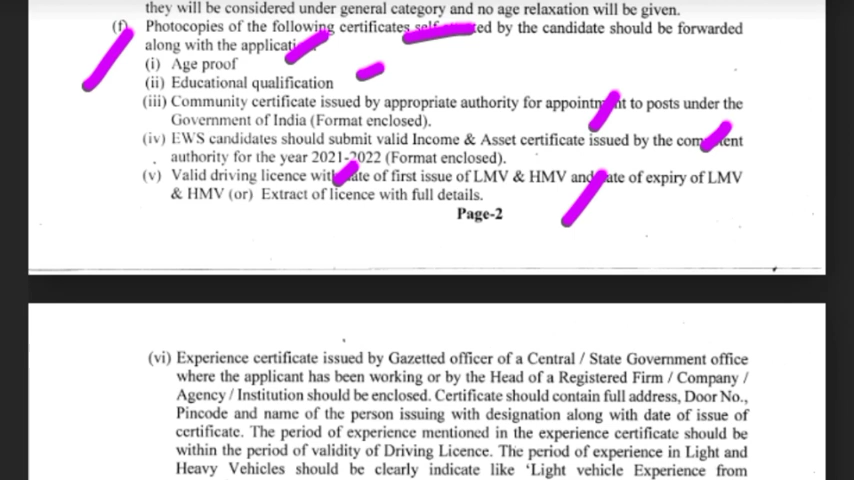 they will be considered under general category and no age relaxation will be given.
(f) Photocopies of the following certificates by the candidate should be forwarded
along with the
(i) Age proof
(ii) Educational qualification
(iii) Community certificate issued by appropriate authority for to posts under the
Government of India (Format enclosed).
(iv) EWS candidates should submit valid Income & Asset certificate issued by the
authority for the year 2021-2022 (Format enclosed).
(v) Valid driving licence of first issue of LMV & HMV and of expiry of LMV
& HMV (or) Extract of licence with full details.
Page-2
(vi) Experience certificate issued by Gazetted officer of a Central / State Government office
where the applicant has been working or by the Head of a Registered Firm / Company /
Agency / Institution should be enclosed. Certificate should contain full address, Door No.,
Pincode and name of the person issuing with designation along with date of issue of
certificate. The period of experience mentioned in the experience certificate should be
within the period of validity of Driving Licence. The period of experience in Light and
Heavy Vehicles should be clearly indicate like ‘Light vehicle Experience from